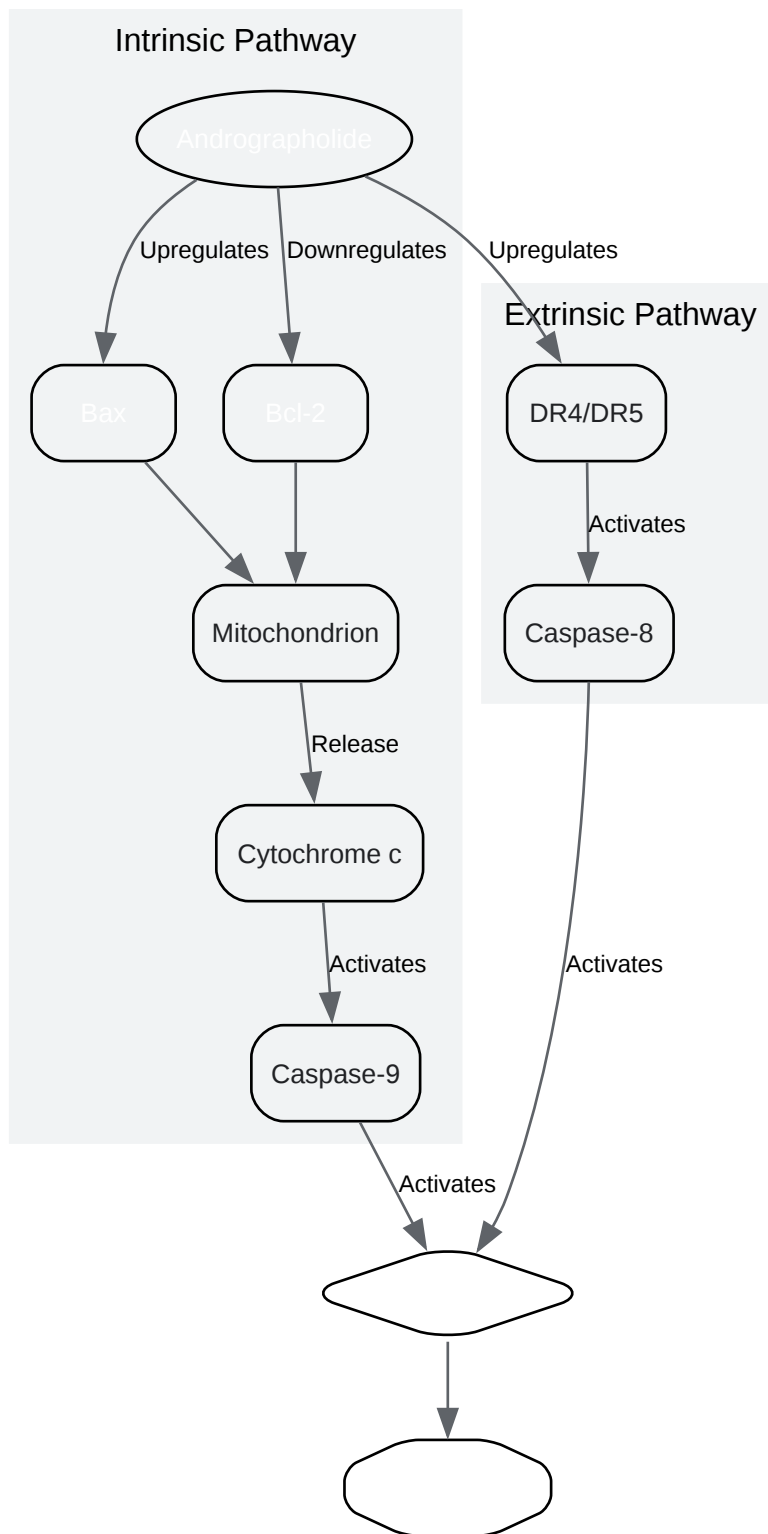 Intrinsic Pathway
Andrographolide
Upregulates
Downregulates
Upregulates
Extrinsic Pathway
Bax
Bcl-2
DR4/DR5
Activates
Mitochondrion
Caspase-8
Release
Cytochrome c
Activates
Activates
Caspase-9
Activates